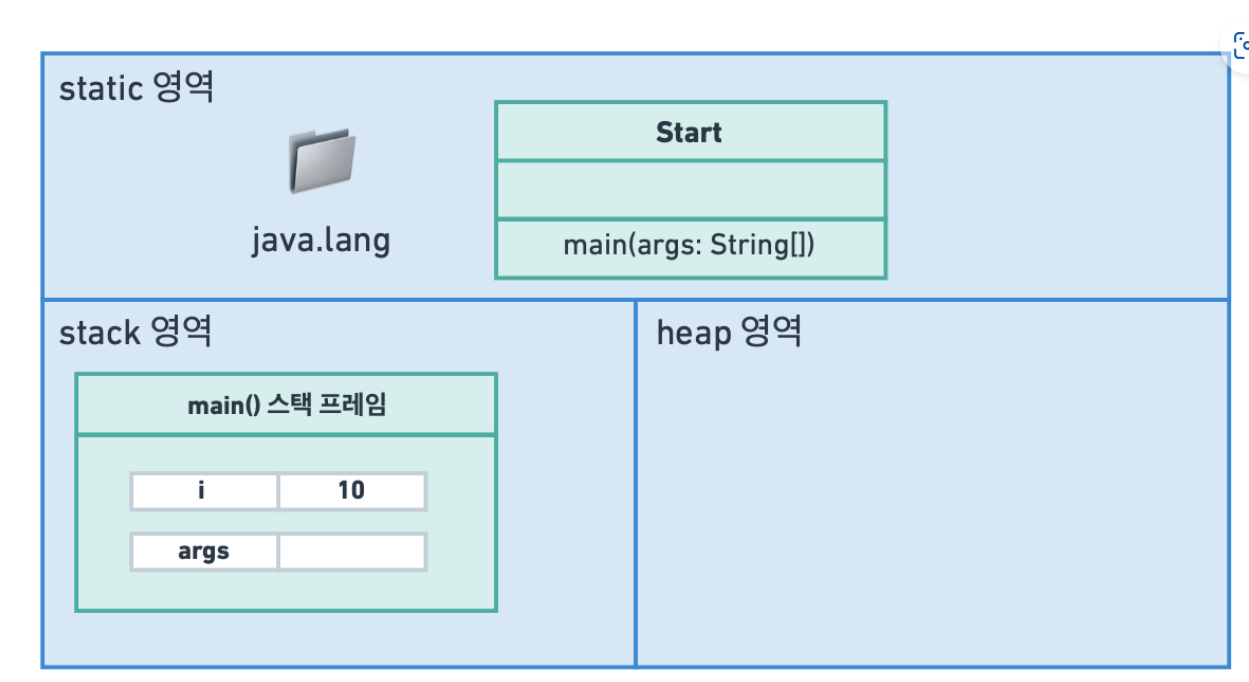 static 영역
java.lang
Start
main(args: String[])
stack 영역
main() 스택 프레임
i 10
args
heap 영역